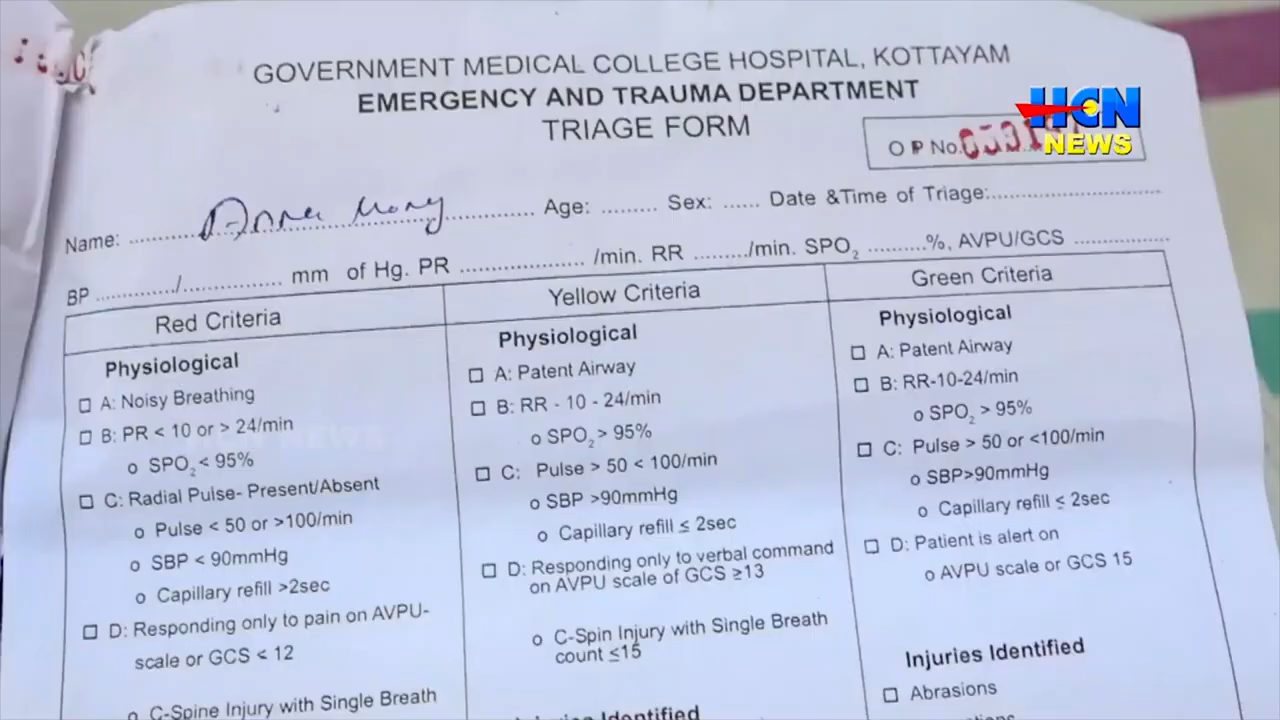 GOVERNMENT MEDICAL COLLEGE HOSPITAL, KOTTAYAM
EMERGENCY AND TRAUMA DEPARTMENT
TRIAGE FORM
HCN
NEWS
O P No.
Name: Age: ......... Sex: ...... Date &Time of Triage:
BP ............../................. mm of Hg. PR ...................... /min. RR ........./min. SPO₂ ..........%, AVPU/GCS
Red Criteria
Physiological
A: Noisy Breathing
B: PR < 10 or > 24/min
o SPO₂ < 95%
C: Radial Pulse- Present/Absent
o Pulse < 50 or >100/min
o SBP < 90mmHg
o Capillary refill >2sec
D: Responding only to pain on AVPU-
scale or GCS < 12
o C-Spine Injury with Single Breath
Yellow Criteria
Physiological
A: Patent Airway
B: RR - 10 - 24/min
o SPO₂ > 95%
C: Pulse > 50 < 100/min
o SBP >90mmHg
o Capillary refill ≤ 2sec
D: Responding only to verbal command
on AVPU scale of GCS ≥13
o C-Spin Injury with Single Breath
count ≤15
Injuries Identified
Green Criteria
Physiological
A: Patent Airway
B: RR-10-24/min
o SPO₂ > 95%
C: Pulse > 50 or <100/min
o SBP>90mmHg
o Capillary refill ≤ 2sec
D: Patient is alert on
o AVPU scale or GCS 15
Injuries Identified
Abrasions